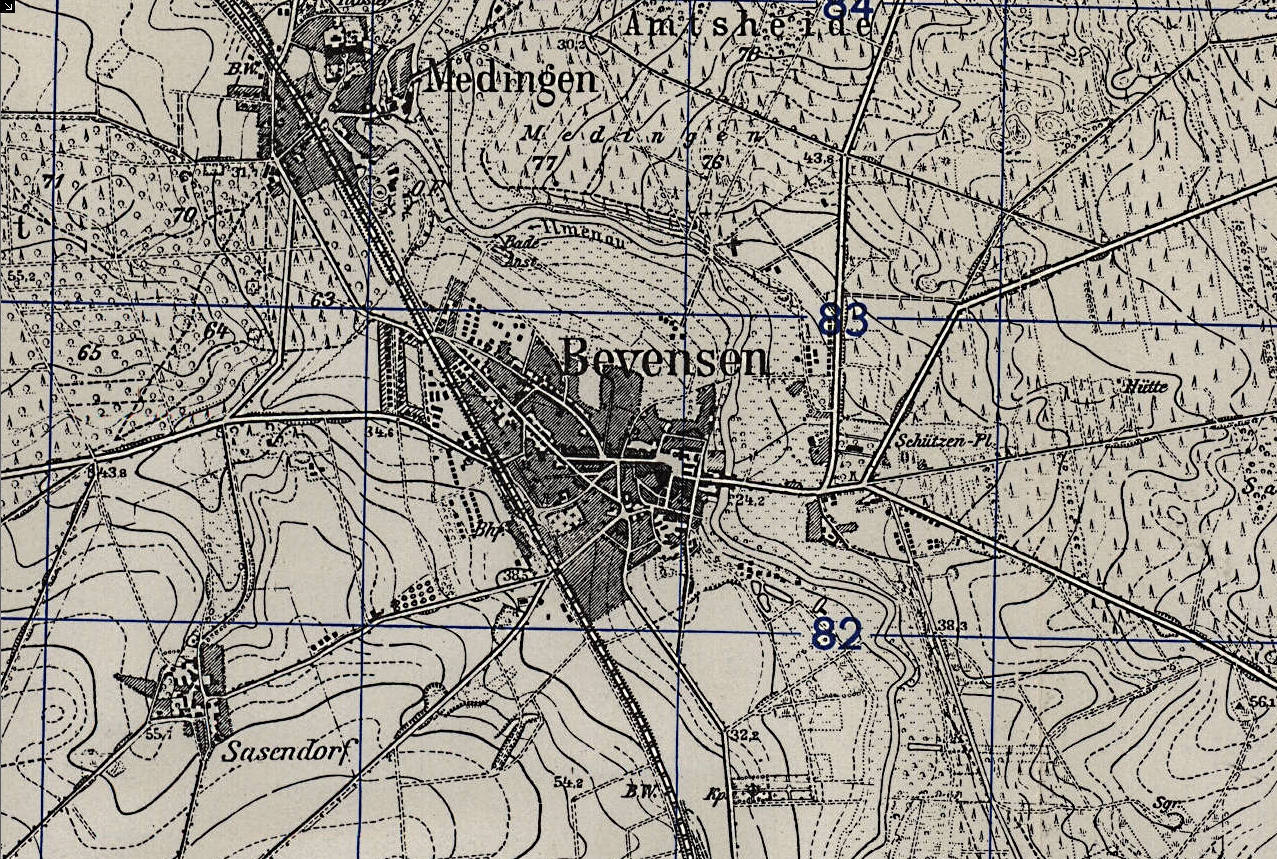 84
Amtsheide
30,2
78
B.W.
Medingen
Medingen
77
76
43,8
71
31,
70
t
Ilmenau
Bade
Anst.
55,2
63
83
64
65
Bevensen
Hütte
34,6
Schützen-Pl.
43,8
24,2
Bhf.
38,5
82
38,3
56,1
55,1
Sasendorf
32,2
54,2
B.W.
Kp.
Sgr.